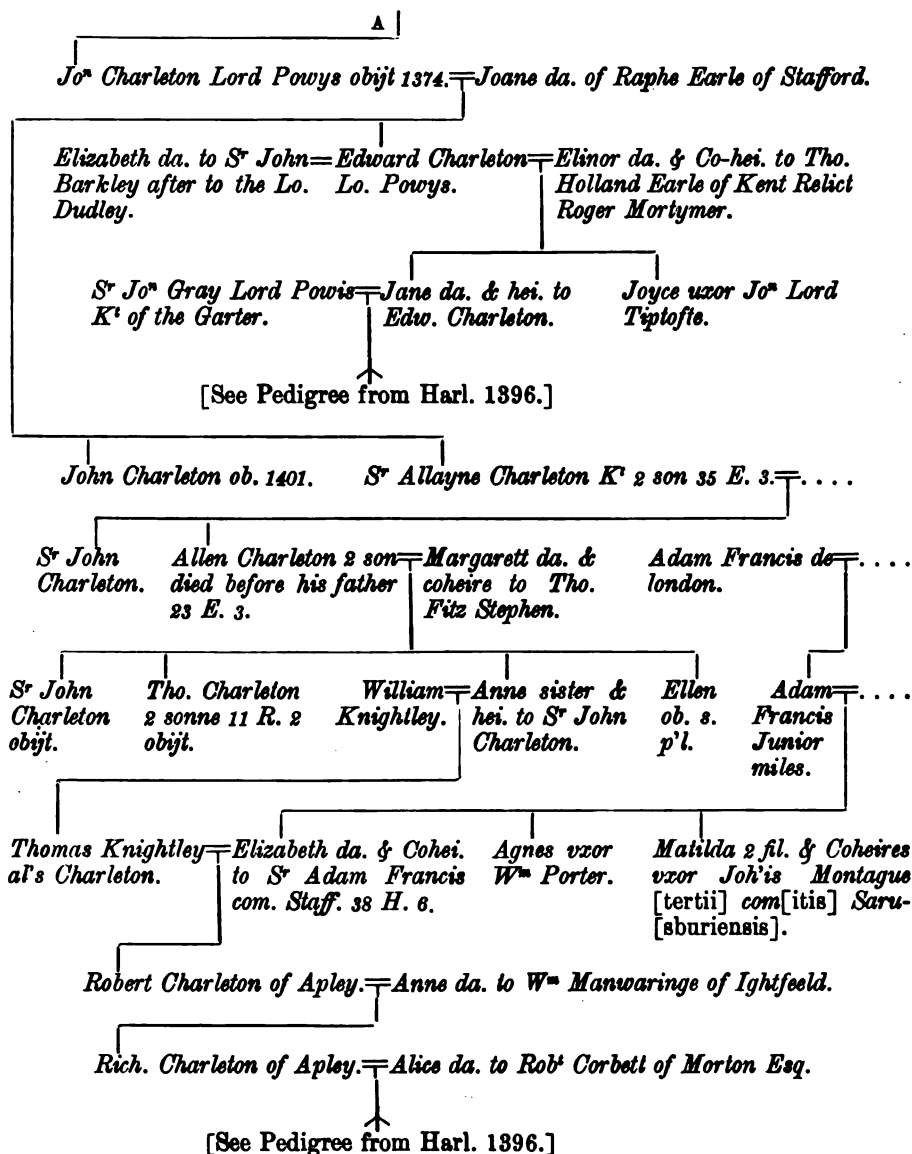 A
Joⁿ Charleton Lord Powys obijt 1374.=Joane da. of Raphe Earle of Stafford.
Elizabeth da. to Sʳ John=Edward Charleton=Elinor da. & Co-hei. to Tho.
Barkley after to the Lo. Lo. Powys. Holland Earle of Kent Relict
Dudley. Roger Mortymer.
Sʳ Joⁿ Gray Lord Powis=Jane da. & hei. to Joyce uxor Joⁿ Lord
Kᵗ of the Garter. Edw. Charleton. Tiptofte.
[See Pedigree from Harl. 1396.]
John Charleton ob. 1401. Sʳ Allayne Charleton Kᵗ 2 son 35 E. 3.=....
Sʳ John Allen Charleton 2 son=Margarett da. & Adam Francis de=....
Charleton. died before his father coheire to Tho. london.
23 E. 3. Fitz Stephen.
Sʳ John Tho. Charleton William=Anne sister & Ellen Adam=....
Charleton 2 sonne 11 R. 2 Knightley. hei. to Sʳ John ob. s. Francis
obijt. obijt. Charleton. p'l. Junior
miles.
Thomas Knightley=Elizabeth da. & Cohei. Agnes vxor Matilda 2 fil. & Coheires
al's Charleton. to Sʳ Adam Francis Wᵐ Porter. vxor Joh'is Montague
com. Staff. 38 H. 6. [tertii] com[itis] Saru-
[sburiensis].
Robert Charleton of Apley.=Anne da. to Wᵐ Manwaringe of Ightfeeld.
Rich. Charleton of Apley.=Alice da. to Robᵗ Corbett of Morton Esq.
[See Pedigree from Harl. 1396.]